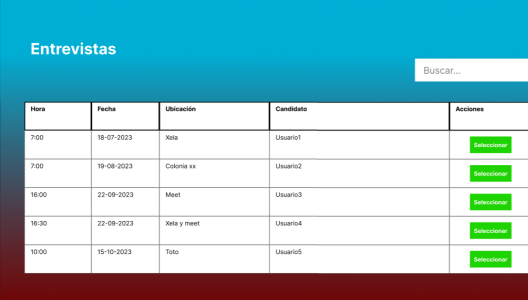 Entrevistas
Buscar...
Hora Fecha Ubicación Candidato Acciones
7:00 18-07-2023 Xela Usuario1 Seleccionar
7:00 19-08-2023 Colonia xx Usuario2 Seleccionar
16:00 22-09-2023 Meet Usuario3 Seleccionar
16:30 22-09-2023 Xela y meet Usuario4 Seleccionar
10:00 15-10-2023 Toto Usuario5 Seleccionar